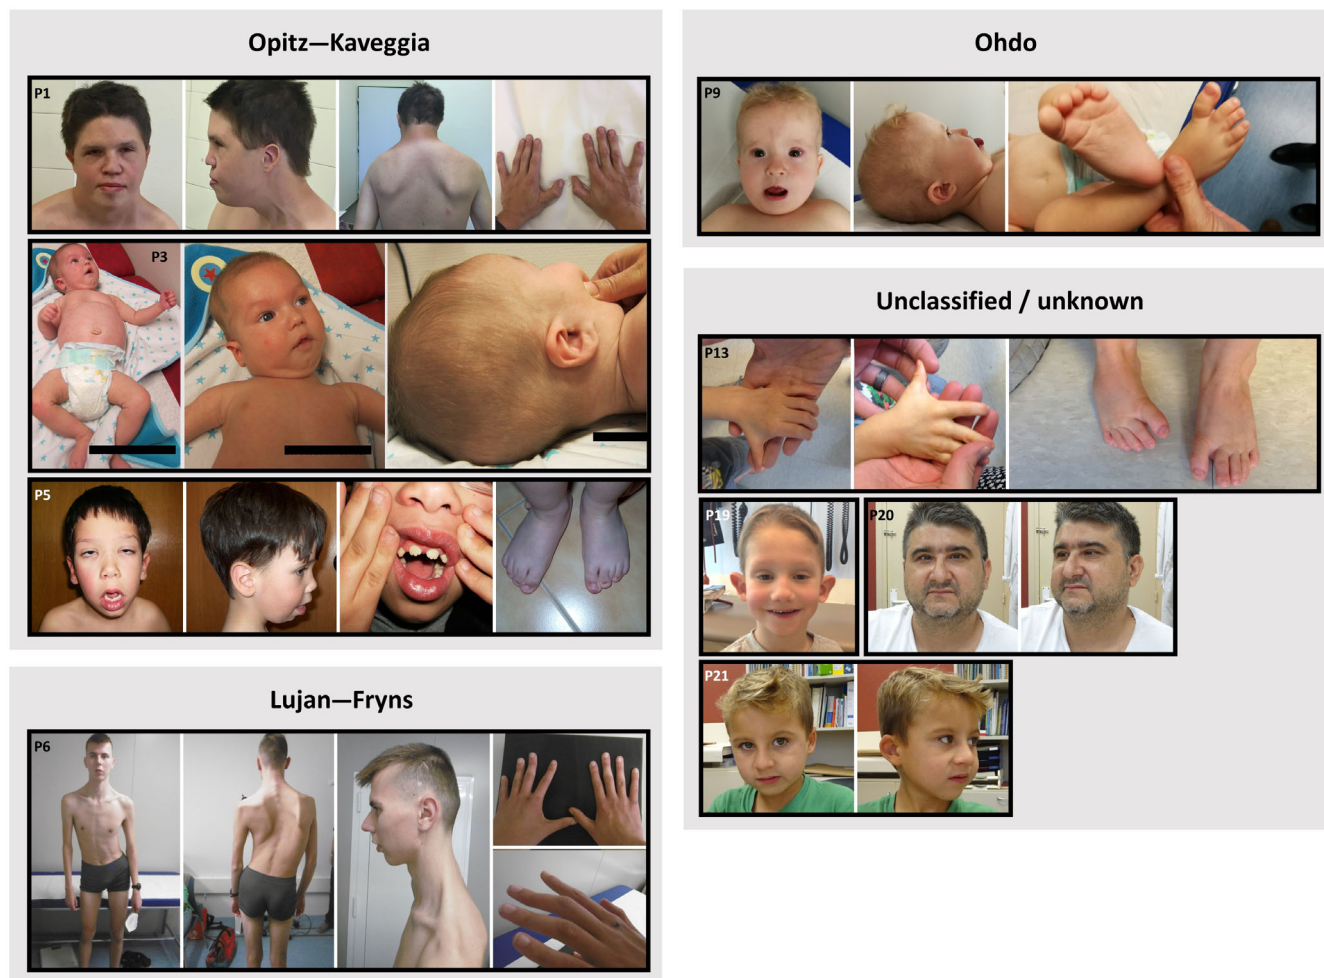 Opitz—Kaveggia
P1
P3
P5
Lujan—Fryns
P6
Ohdo
P9
Unclassified / unknown
P13
P19
P20
P21